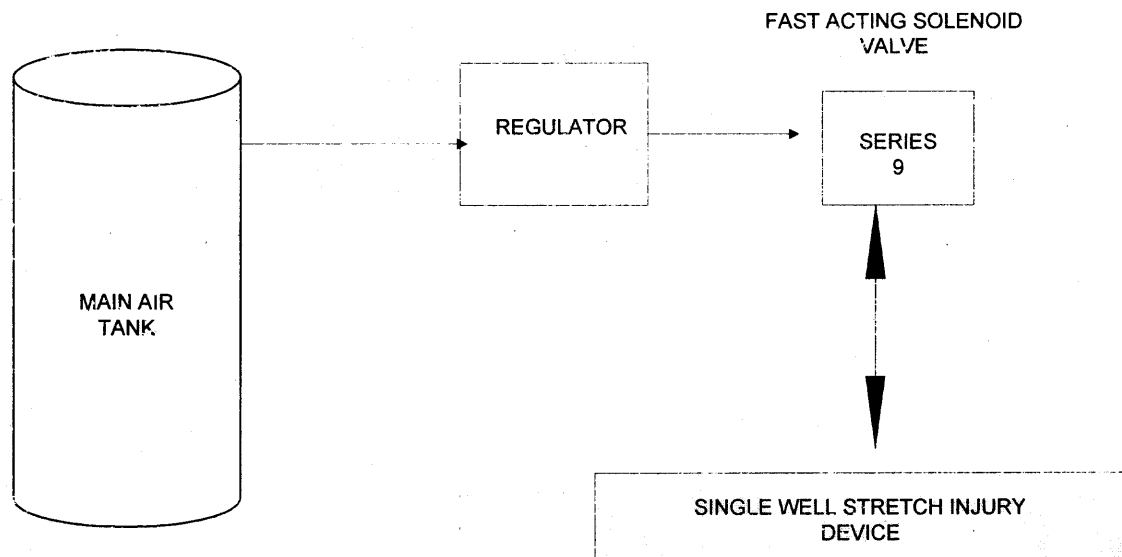 FAST ACTING SOLENOID
VALVE
REGULATOR
SERIES
9
MAIN AIR
TANK
SINGLE WELL STRETCH INJURY
DEVICE